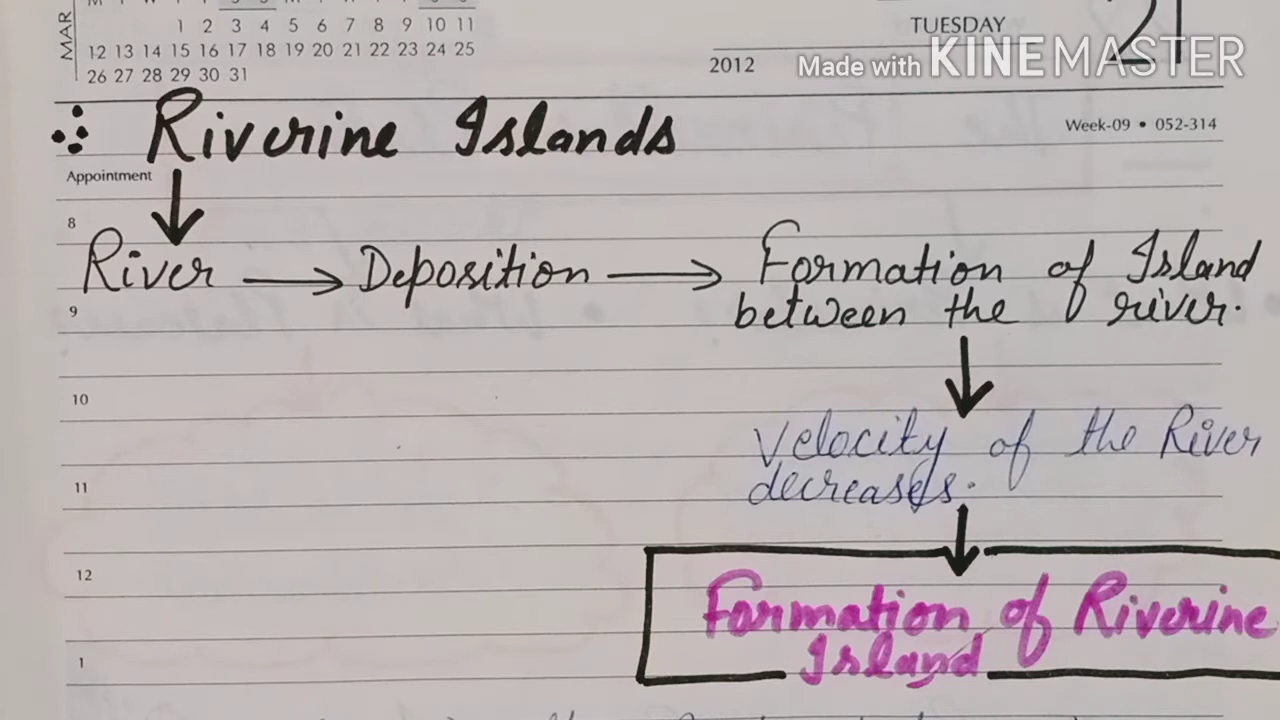 MAR
1 2 3 4 5 6 7 8 9 10 11
12 13 14 15 16 17 18 19 20 21 22 23 24 25
26 27 28 29 30 31
TUESDAY
21
2012
Made with KINEMASTER
Week-09 • 052-314
Riverine Islands
Appointment
8
River → Deposition → Formation of Island
between the river.
9
10
Velocity of the River
decreases.
11
12
Formation of Riverine
Island
1